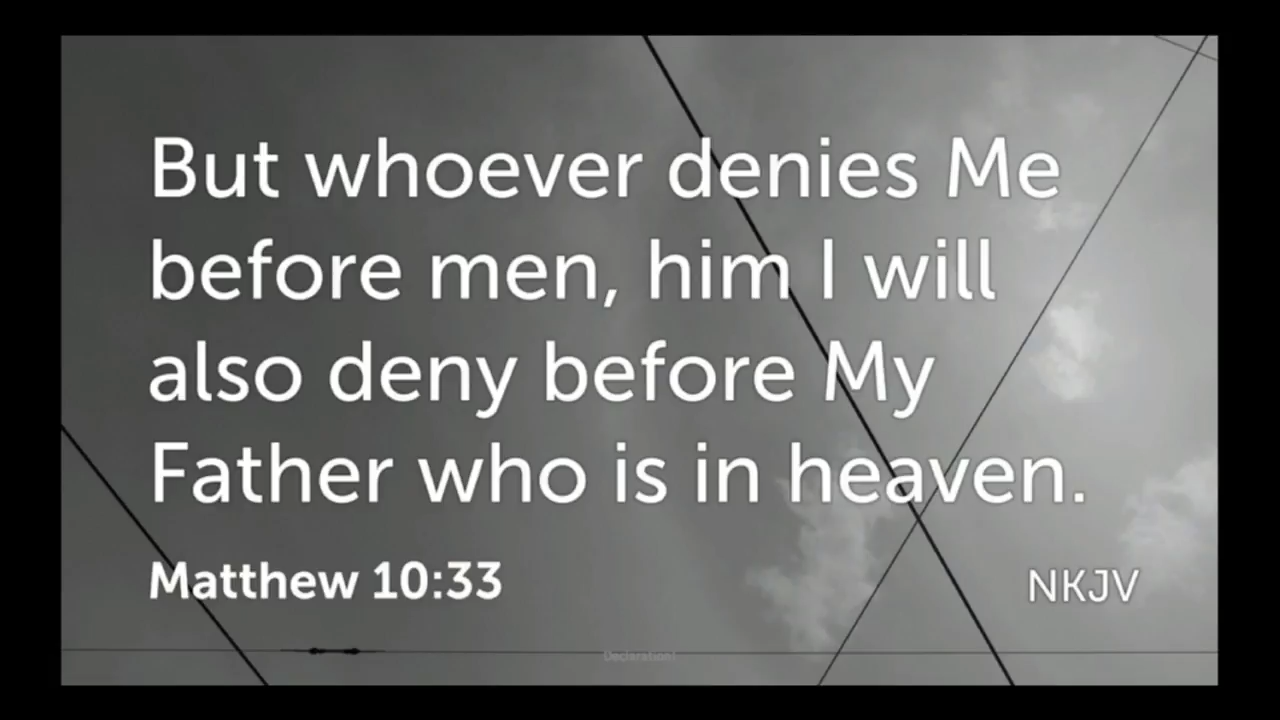 But whoever denies Me
before men, him I will
also deny before My
Father who is in heaven.
Matthew 10:33
NKJV
Declaration!